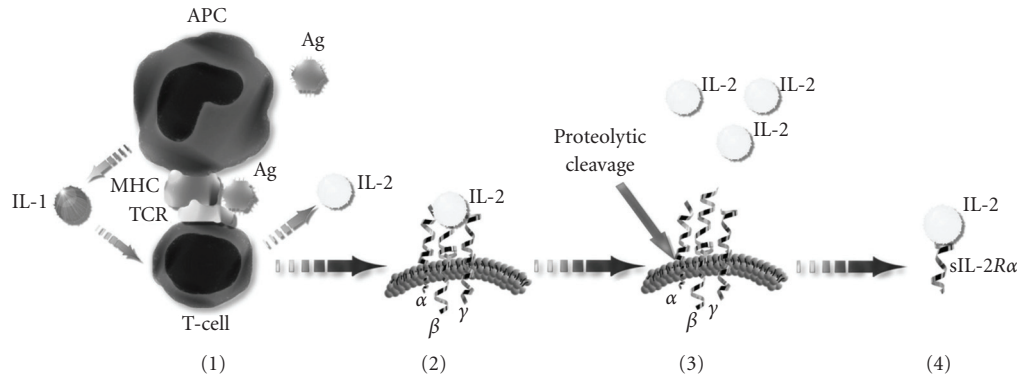 APC
Ag
IL-1
MHC
Ag
TCR
IL-2
T-cell
(1)
IL-2
α
β
γ
(2)
IL-2
IL-2
IL-2
Proteolytic
cleavage
α
β
γ
(3)
IL-2
sIL-2Rα
(4)